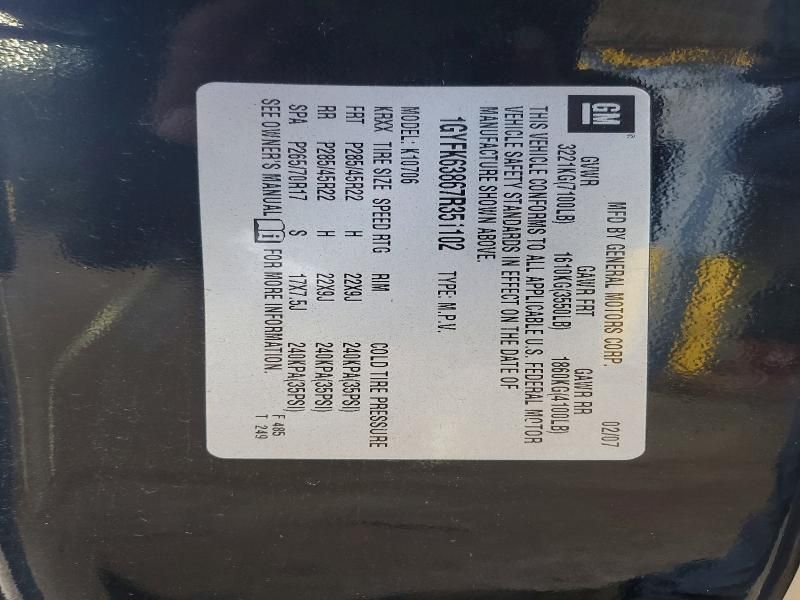 GM
MFD BY GENERAL MOTORS CORP. 02/07
GVWR GAWR FRT GAWR RR
3221KG(7100LB) 1610KG(3550LB) 1860KG(4100LB)
THIS VEHICLE CONFORMS TO ALL APPLICABLE U.S. FEDERAL MOTOR
VEHICLE SAFETY STANDARDS IN EFFECT ON THE DATE OF
MANUFACTURE SHOWN ABOVE.
1GYFK63867R351102 TYPE: M.P.V.
MODEL: K10706
KRXX TIRE SIZE SPEED RTG RIM COLD TIRE PRESSURE
FRT P285/45R22 H 22X9J 240KPA(35PSI)
RR P285/45R22 H 22X9J 240KPA(35PSI)
SPA P265/70R17 S 17X7.5J 240KPA(35PSI)
SEE OWNER'S MANUAL FOR MORE INFORMATION.
F 485
T 249